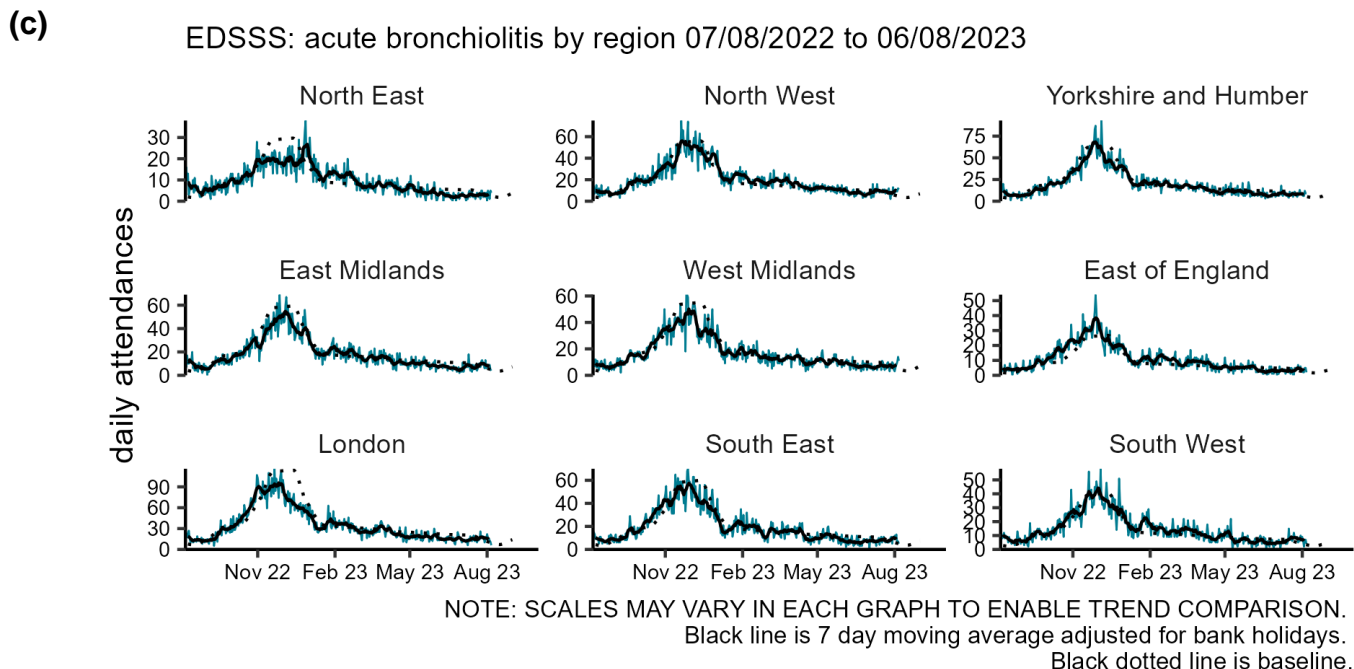 (c)
EDSSS: acute bronchiolitis by region 07/08/2022 to 06/08/2023
daily attendances
North East
30
20
10
0
North West
60
40
20
0
Yorkshire and Humber
75
50
25
0
East Midlands
60
40
20
0
West Midlands
60
40
20
0
East of England
50
40
30
20
10
0
London
90
60
30
0
Nov 22 Feb 23 May 23 Aug 23
South East
60
40
20
0
Nov 22 Feb 23 May 23 Aug 23
South West
50
40
30
20
10
0
Nov 22 Feb 23 May 23 Aug 23
NOTE: SCALES MAY VARY IN EACH GRAPH TO ENABLE TREND COMPARISON.
Black line is 7 day moving average adjusted for bank holidays.
Black dotted line is baseline.